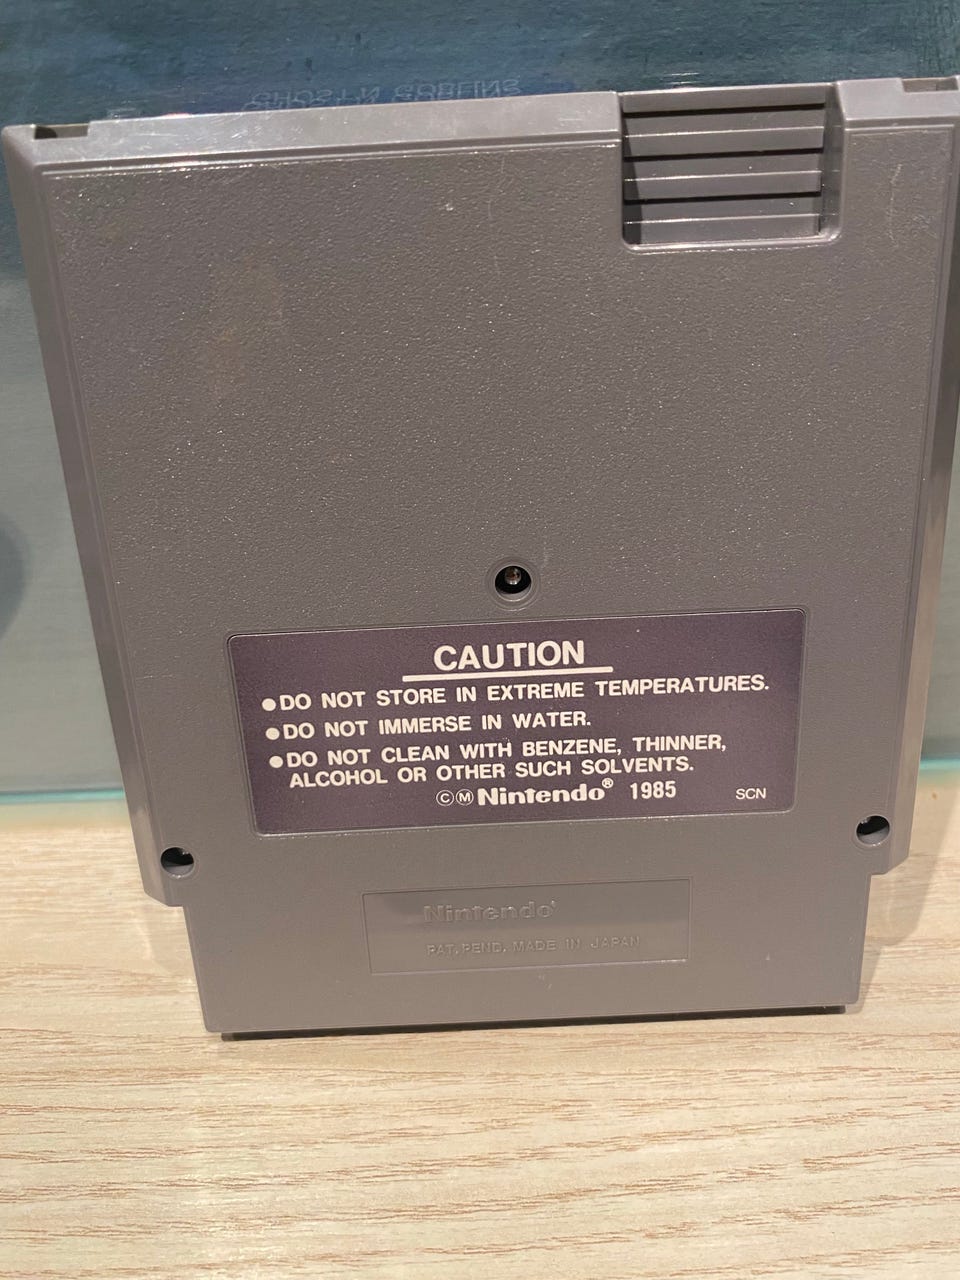 CAUTION
●DO NOT STORE IN EXTREME TEMPERATURES.
●DO NOT IMMERSE IN WATER.
●DO NOT CLEAN WITH BENZENE, THINNER,
ALCOHOL OR OTHER SUCH SOLVENTS.
©Ⓜ Nintendo® 1985 SCN
Nintendo®
PAT. PEND. MADE IN JAPAN